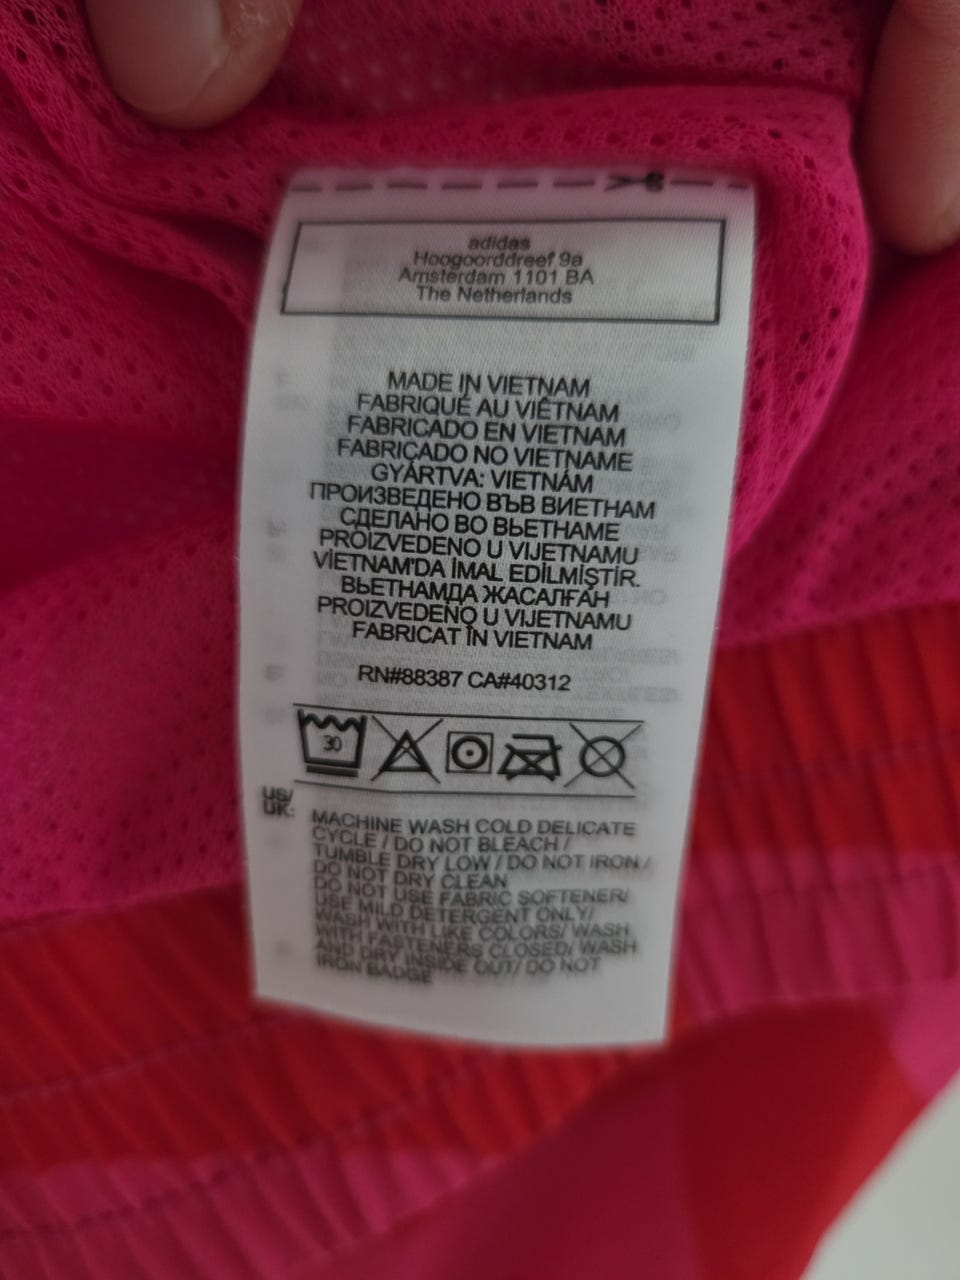 adidas
Hoogoorddreef 9a
Amsterdam 1101 BA
The Netherlands
MADE IN VIETNAM
FABRIQUÉ AU VIÊTNAM
FABRICADO EN VIETNAM
FABRICADO NO VIETNAME
GYÁRTVA: VIETNÁM
ПРОИЗВЕДЕНО ВЪВ ВИЕТНАМ
СДЕЛАНО ВО ВЬЕТНАМЕ
PROIZVEDENO U VIJETNAMU
VİETNAM'DA İMAL EDİLMİŞTİR.
ВЬЕТНАМДА ЖАСАЛҒАН
PROIZVEDENO U VIJETNAMU
FABRICAT ÎN VIETNAM
RN#88387 CA#40312
30
US/
UK:
MACHINE WASH COLD DELICATE
CYCLE / DO NOT BLEACH /
TUMBLE DRY LOW / DO NOT IRON /
DO NOT DRY CLEAN
DO NOT USE FABRIC SOFTENER/
USE MILD DETERGENT ONLY/
WASH WITH LIKE COLORS/ WASH
WITH FASTENERS CLOSED/ WASH
AND DRY INSIDE OUT/ DO NOT
IRON BADGE